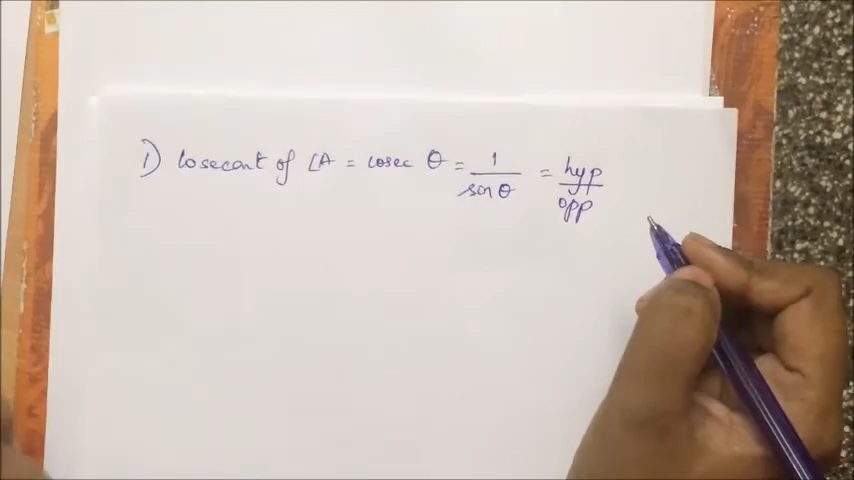 1) Cosecant of ∠A = cosec θ = 1/sin θ = hyp/opp